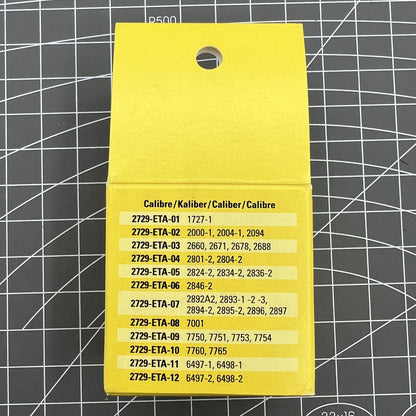 R500
Calibre/Kaliber/Caliber/Calibre
2729-ETA-01 1727-1
2729-ETA-02 2000-1, 2004-1, 2094
2729-ETA-03 2660, 2671, 2678, 2688
2729-ETA-04 2801-2, 2804-2
2729-ETA-05 2824-2, 2834-2, 2836-2
2729-ETA-06 2846-2
2729-ETA-07 2892A2, 2893-1 -2 -3,
2894-2, 2895-2, 2896, 2897
2729-ETA-08 7001
2729-ETA-09 7750, 7751, 7753, 7754
2729-ETA-10 7760, 7765
2729-ETA-11 6497-1, 6498-1
2729-ETA-12 6497-2, 6498-2